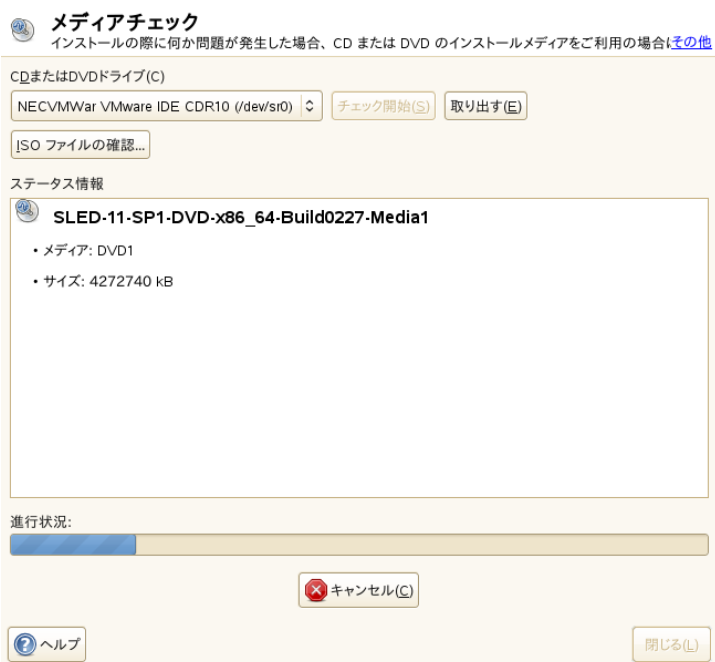 メディアチェック
インストールの際に何か問題が発生した場合、CD または DVD のインストールメディアをご利用の場合はその他
CDまたはDVDドライブ(C)
NECVMWar VMware IDE CDR10 (/dev/sr0) チェック開始(S) 取り出す(E)
ISO ファイルの確認...
ステータス情報
SLED-11-SP1-DVD-x86_64-Build0227-Media1
• メディア: DVD1
• サイズ: 4272740 kB
進行状況:
キャンセル(C)
ヘルプ 閉じる(L)